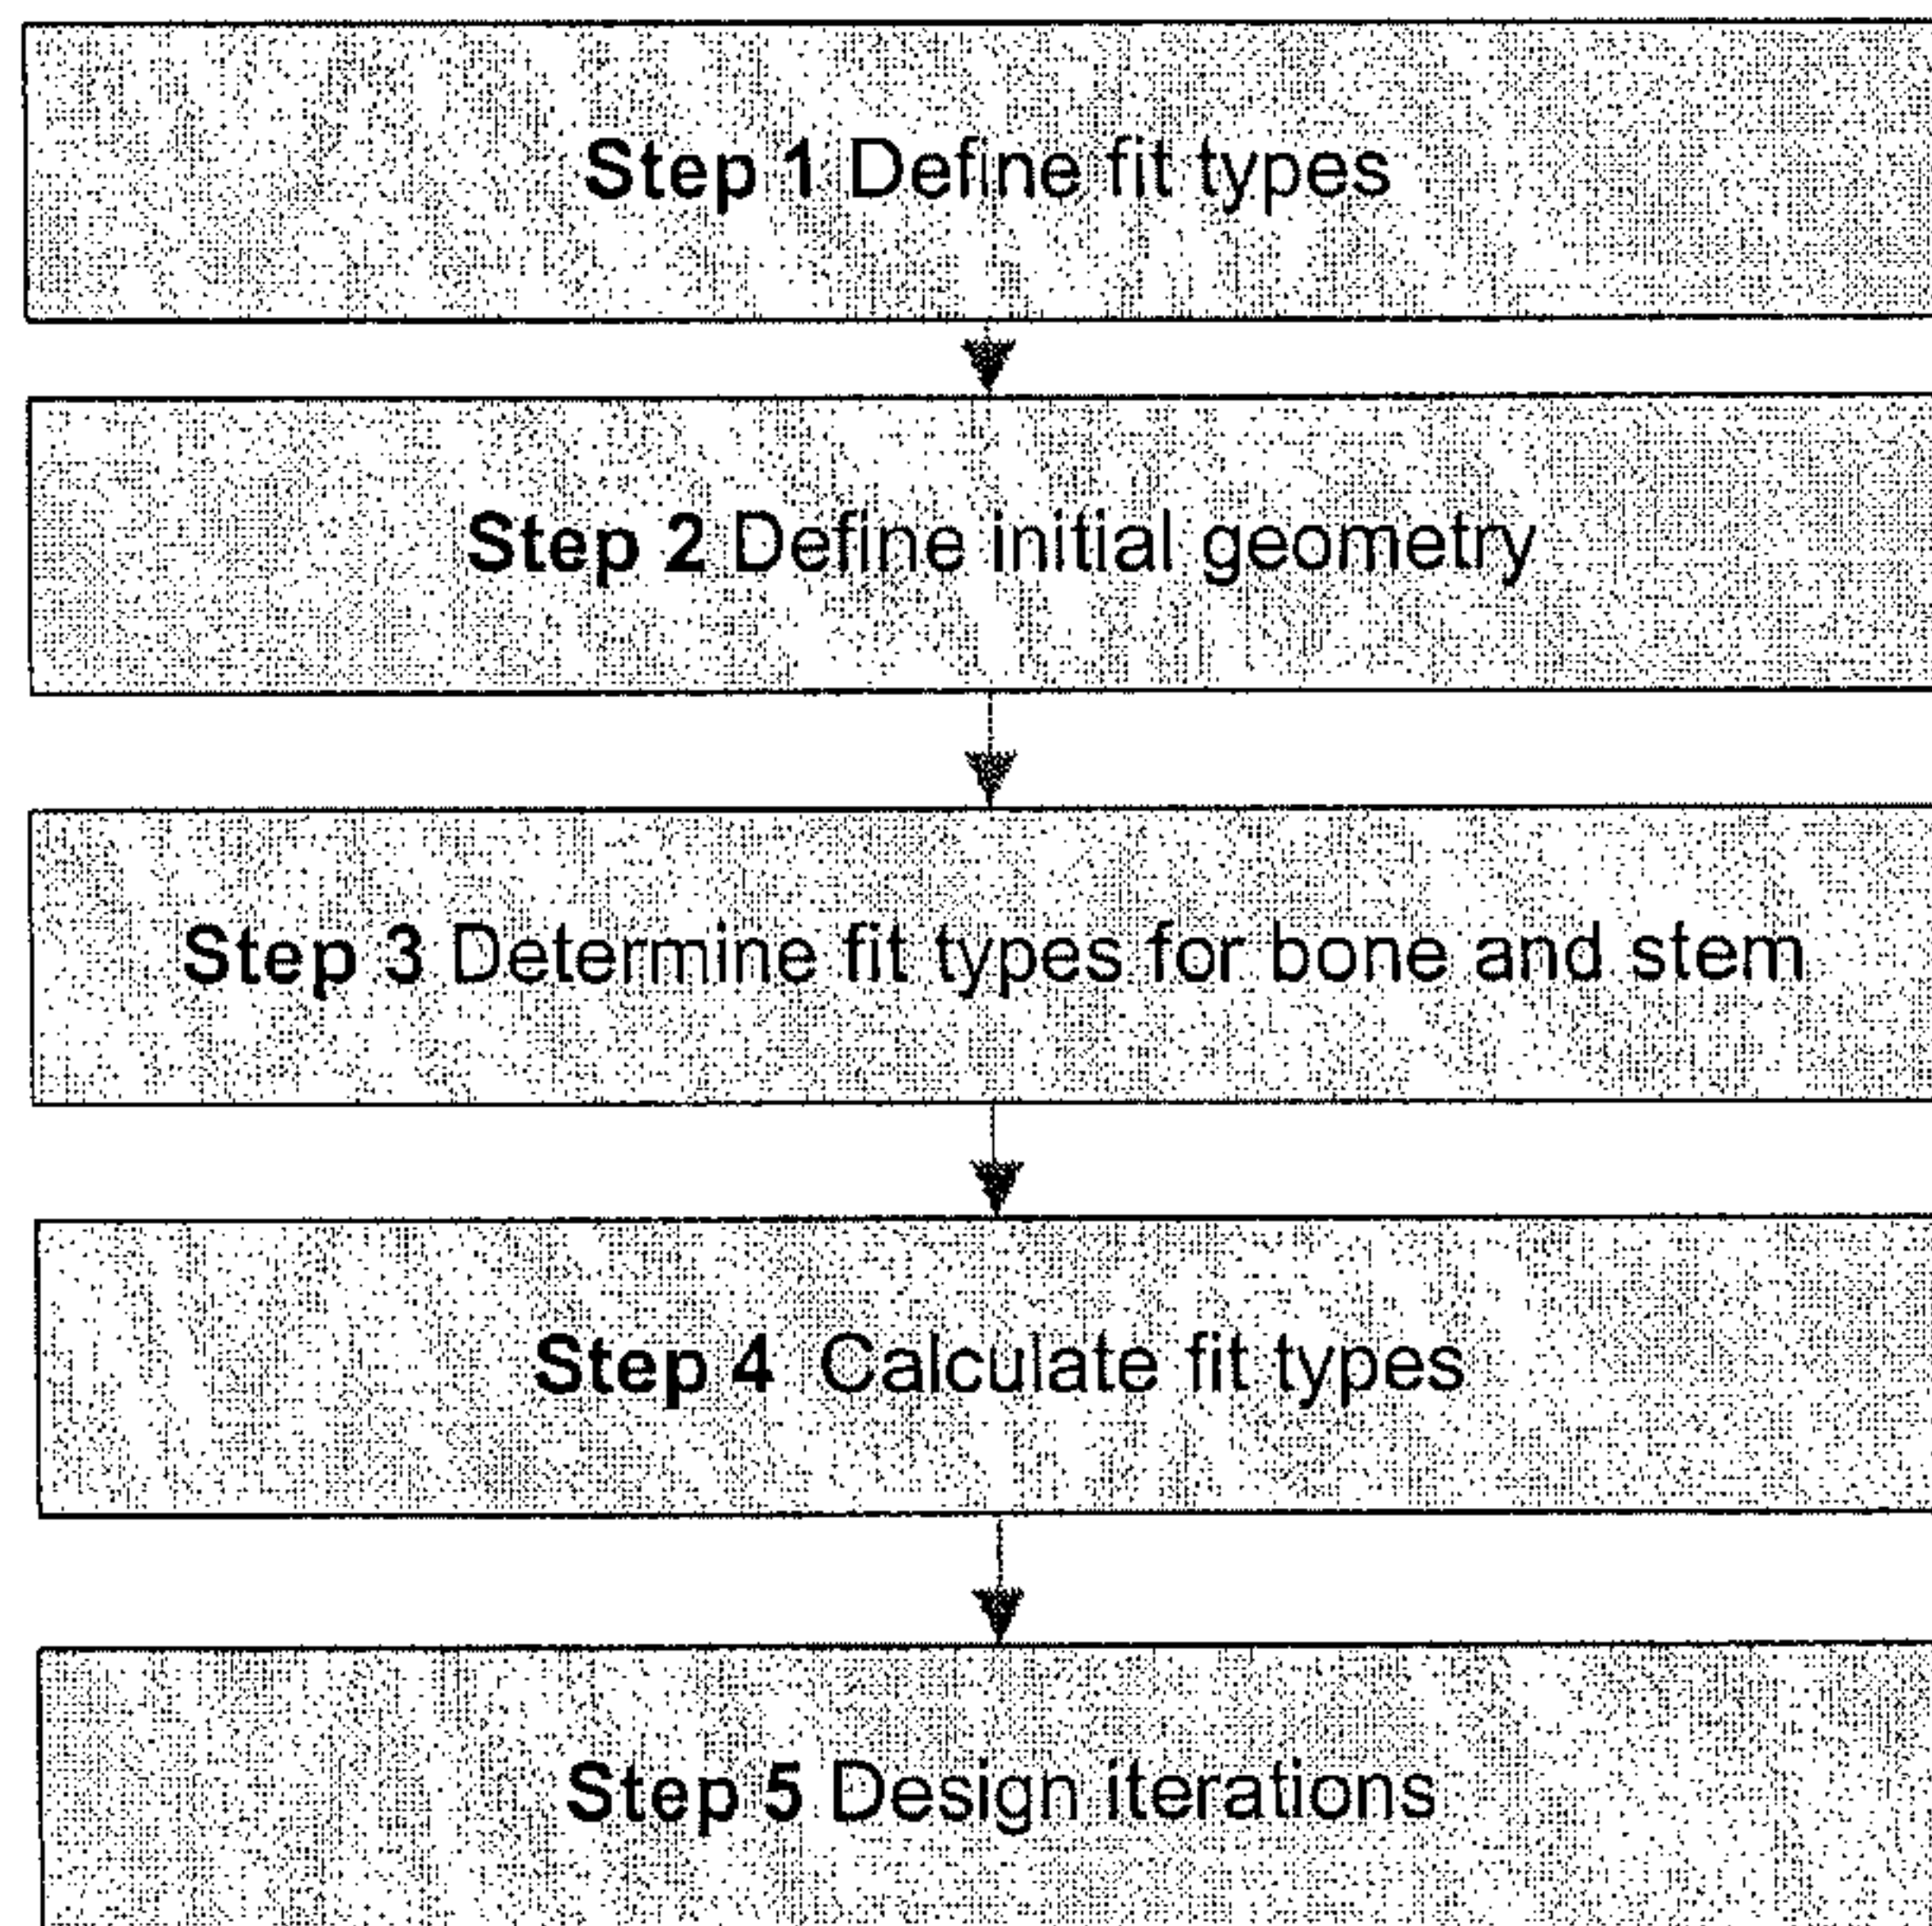 Step 1 Define fit types
Step 2 Define initial geometry
Step 3 Determine fit types for bone and stem
Step 4 Calculate fit types
Step 5 Design iterations